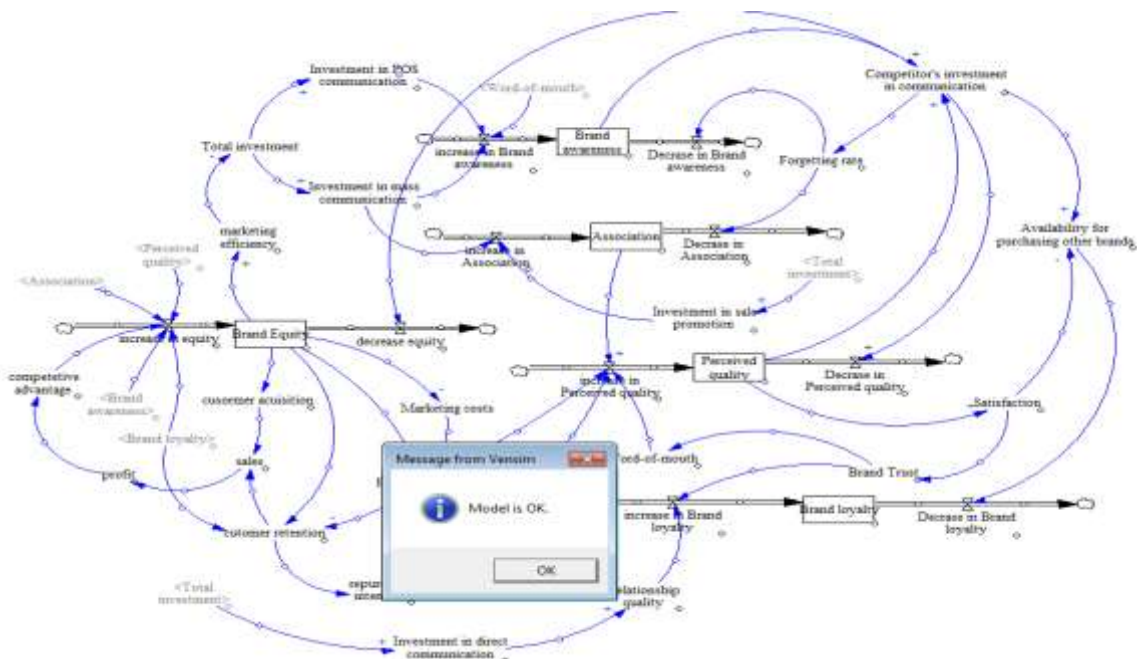 Investment in POS
communication
<Word-of-mouth>
Competitor's investment
in communication
Total investment
increase in Brand
awareness
Brand
awareness
Decrase in Brand
awareness
Forgetting rate
Investment in mass
communication
marketing
efficiency
<Perceived
quality>
<Association>
increase in
Association
Association
Decrase in
Association
Availability for
purchasing other brands
<Total
investment>
Investment in sale
promotion
increase in equity
Brand Equity
decrease equity
competetive
advantage
<Brand
awareness>
cusoemer acuisition
Marketing costs
increase in
Perceived quality
Perceived
quality
Decrease in
Perceived quality
Satisfaction
<Brand loyalty>
profit
sales
Message from Vensim
Word-of-mouth
Brand Trust
Model is OK.
cutomer retention
increase in Brand
loyalty
Brand loyalty
Decrease in Brand
loyalty
OK
<Total
investment>
relationship
quality
Investment in direct
communication